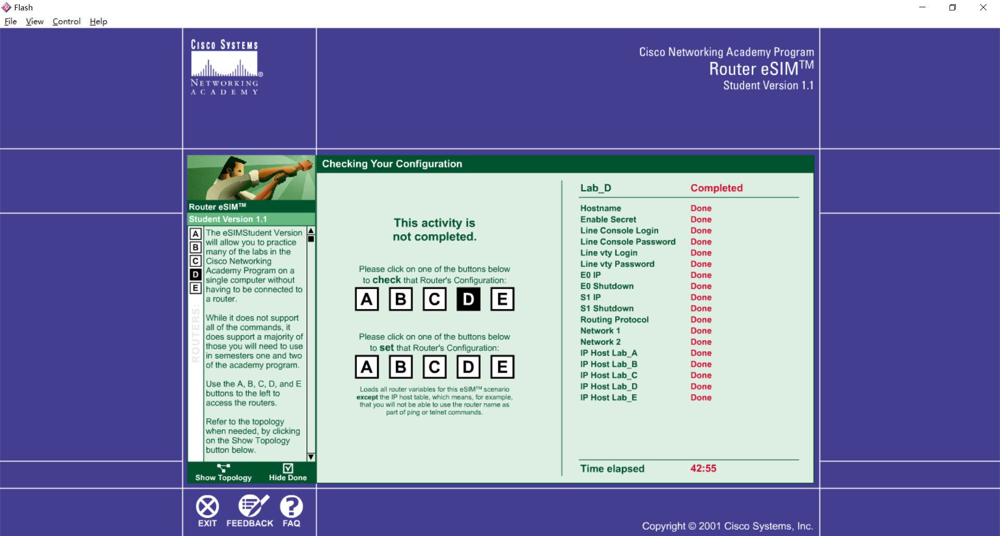 Flash
File View Control Help
CISCO SYSTEMS
®
NETWORKING
ACADEMY
Cisco Networking Academy Program
Router eSIM™
Student Version 1.1
Router eSIM™
Student Version 1.1
A
B
C
D
E
ROUTERS:
The eSIMStudent Version
will allow you to practice
many of the labs in the
Cisco Networking
Academy Program on a
single computer without
having to be connected to
a router.
While it does not support
all of the commands, it
does support a majority of
those you will need to use
in semesters one and two
of the academy program.
Use the A, B, C, D, and E
buttons to the left to
access the routers.
Refer to the topology
when needed, by clicking
on the Show Topology
button below.
Show Topology Hide Done
Checking Your Configuration
This activity is
not completed.
Please click on one of the buttons below
to check that Router's Configuration:
A B C D E
Please click on one of the buttons below
to set that Router's Configuration:
A B C D E
Loads all router variables for this eSIM™ scenario
except the IP host table, which means, for example,
that you will not be able to use the router name as
part of ping or telnet commands.
Lab_D Completed
Hostname Done
Enable Secret Done
Line Console Login Done
Line Console Password Done
Line vty Login Done
Line vty Password Done
E0 IP Done
E0 Shutdown Done
S1 IP Done
S1 Shutdown Done
Routing Protocol Done
Network 1 Done
Network 2 Done
IP Host Lab_A Done
IP Host Lab_B Done
IP Host Lab_C Done
IP Host Lab_D Done
IP Host Lab_E Done
Time elapsed 42:55
EXIT FEEDBACK FAQ
Copyright © 2001 Cisco Systems, Inc.